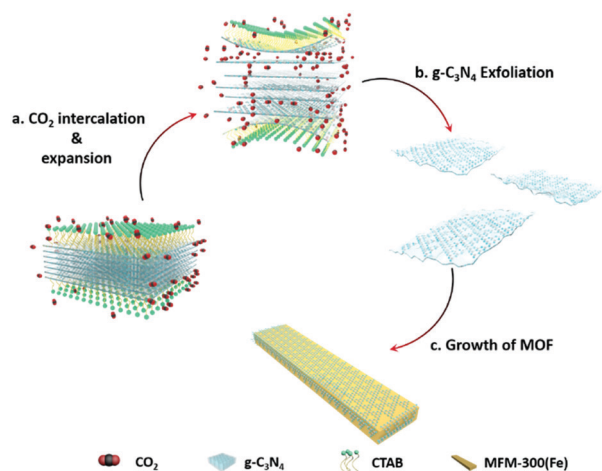 a. CO₂ intercalation
&
expansion
b. g-C₃N₄ Exfoliation
c. Growth of MOF
CO₂
g-C₃N₄
CTAB
MFM-300(Fe)